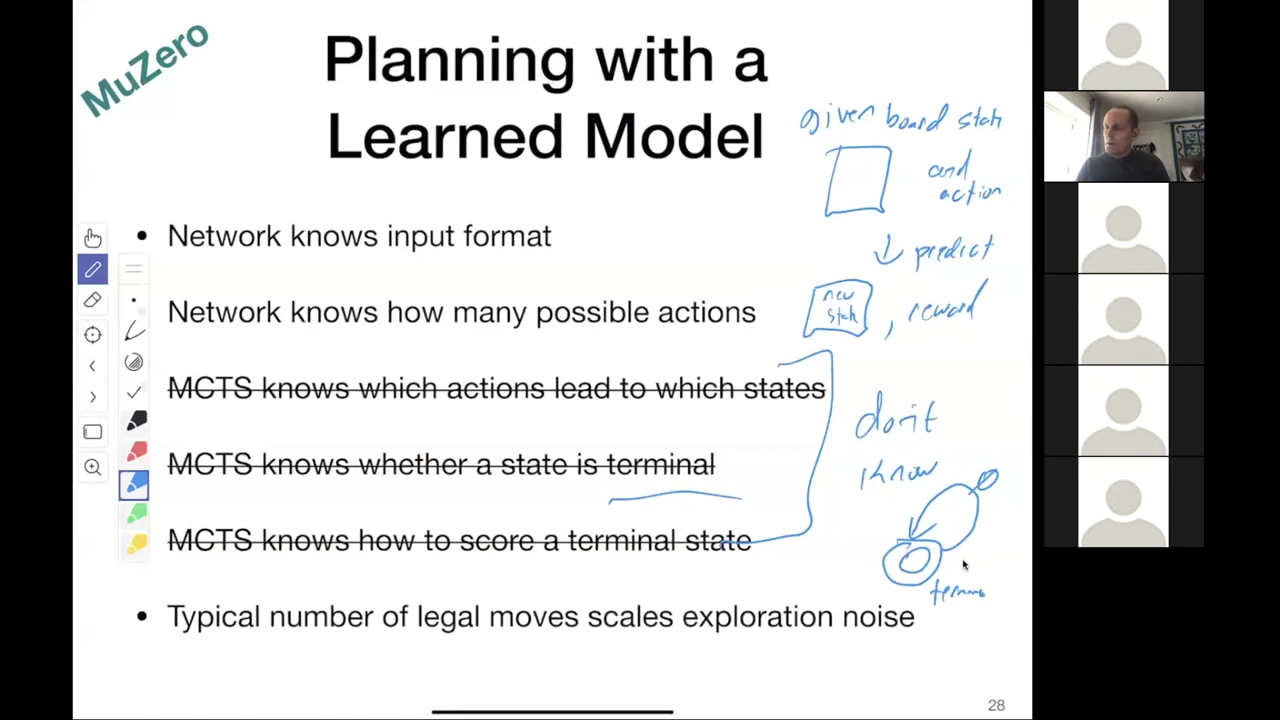 MuZero
Planning with a
Learned Model
given board state
and
action
• Network knows input format
predict
new
state
, reward
Network knows how many possible actions
MCTS knows which actions lead to which states
don't
know
MCTS knows whether a state is terminal
MCTS knows how to score a terminal state
• Typical number of legal moves scales exploration noise
28